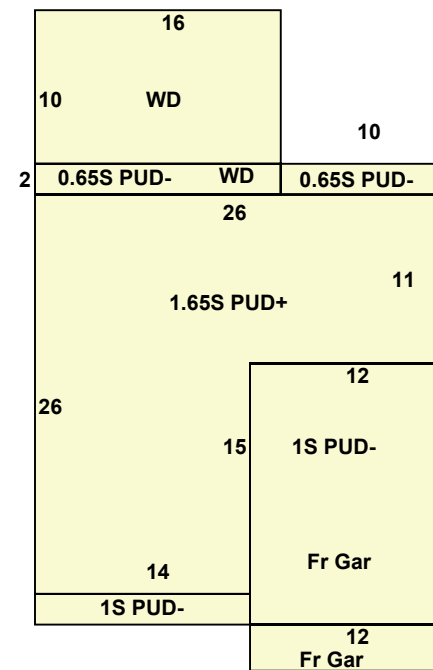 16
10 WD
10
2 0.65S PUD- WD 0.65S PUD-
26
11
1.65S PUD+
12
26
15 1S PUD-
Fr Gar
14
1S PUD-
12
Fr Gar